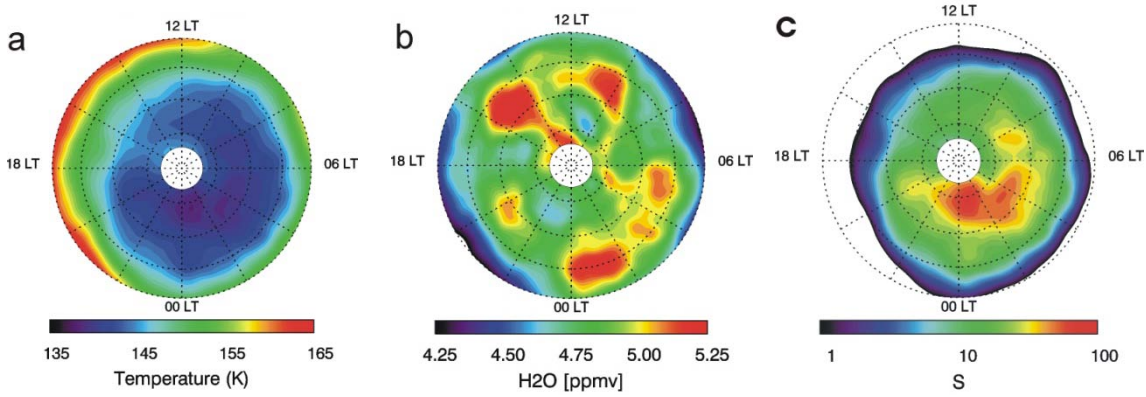 a
12 LT
18 LT
06 LT
00 LT
135 145 155 165
Temperature (K)
b
12 LT
18 LT
06 LT
00 LT
4.25 4.50 4.75 5.00 5.25
H2O [ppmv]
c
12 LT
18 LT
06 LT
00 LT
1 10 100
S